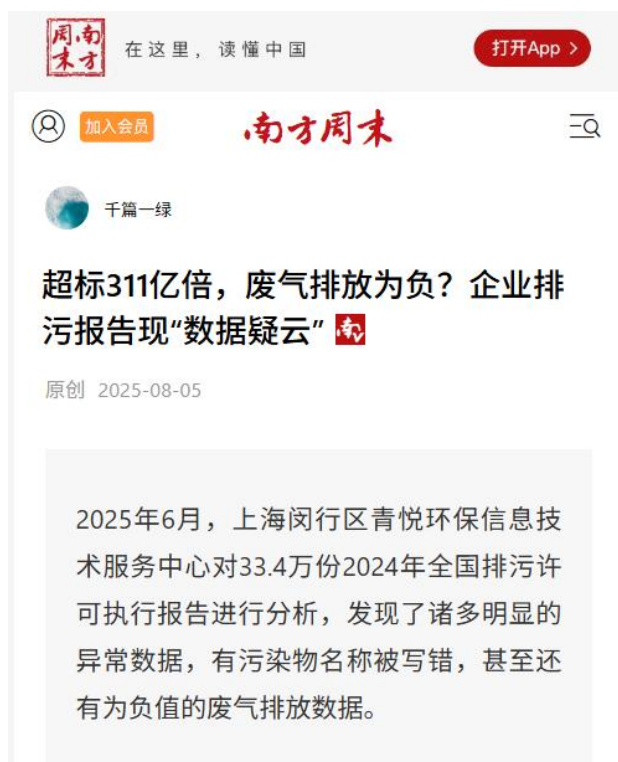 南方周末
在这里，读懂中国
打开App >
加入会员
南方周末
千篇一绿
超标311亿倍，废气排放为负？企业排
污报告现“数据疑云” 南
原创 2025-08-05
2025年6月，上海闵行区青悦环保信息技
术服务中心对33.4万份2024年全国排污许
可执行报告进行分析，发现了诸多明显的
异常数据，有污染物名称被写错，甚至还
有为负值的废气排放数据。